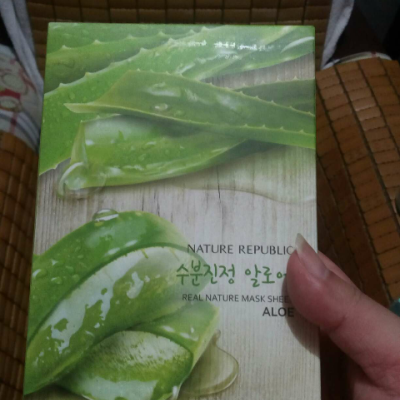 NATURE REPUBLIC
수분진정 알로에
REAL NATURE MASK SHEET
ALOE